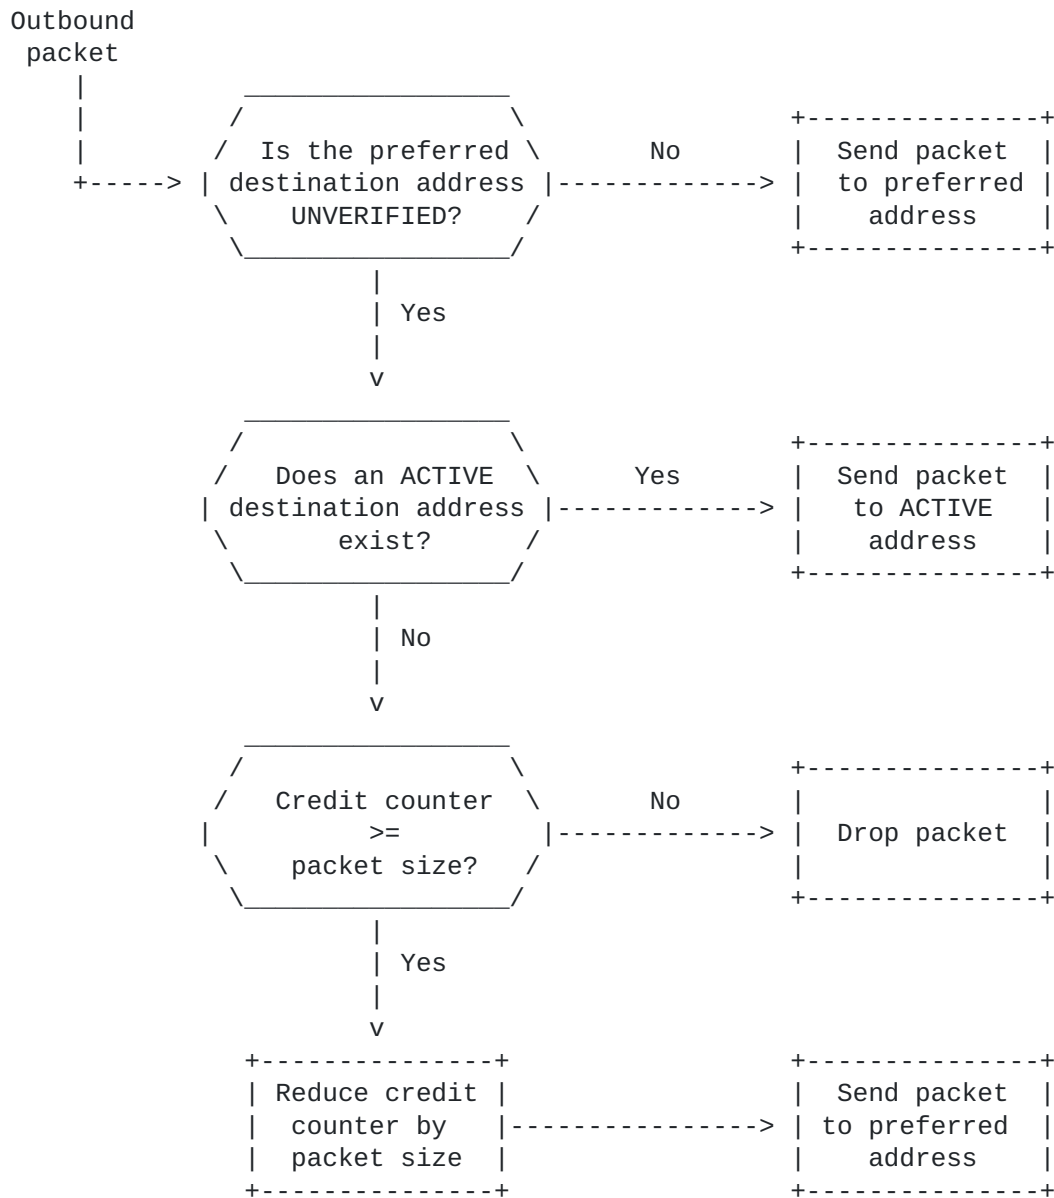 Outbound
packet
Is the preferred
destination address
UNVERIFIED?
No
Send packet
to preferred
address
Yes
Does an ACTIVE
destination address
exist?
Yes
Send packet
to ACTIVE
address
No
Credit counter
>=
packet size?
No
Drop packet
Yes
Reduce credit
counter by
packet size
Send packet
to preferred
address